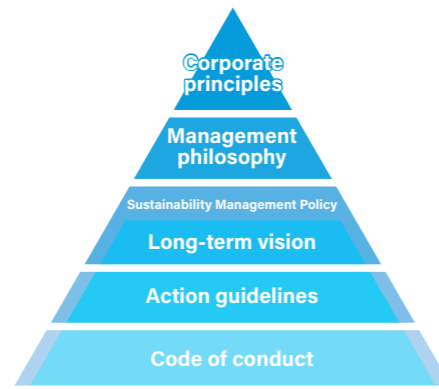 Corporate
principles
Management
philosophy
Sustainability Management Policy
Long-term vision
Action guidelines
Code of conduct